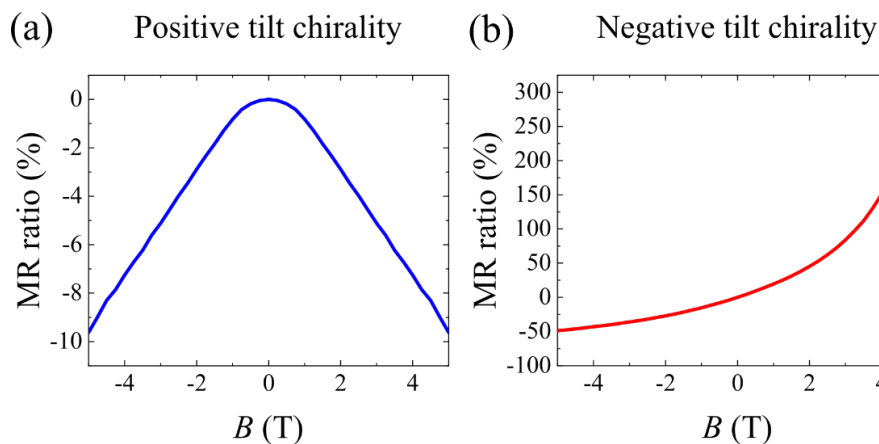 (a) Positive tilt chirality
(b) Negative tilt chirality
MR ratio (%)
0
-2
-4
-6
-8
-10
-4 -2 0 2 4
B (T)
MR ratio (%)
300
250
200
150
100
50
0
-50
-100
-4 -2 0 2 4
B (T)